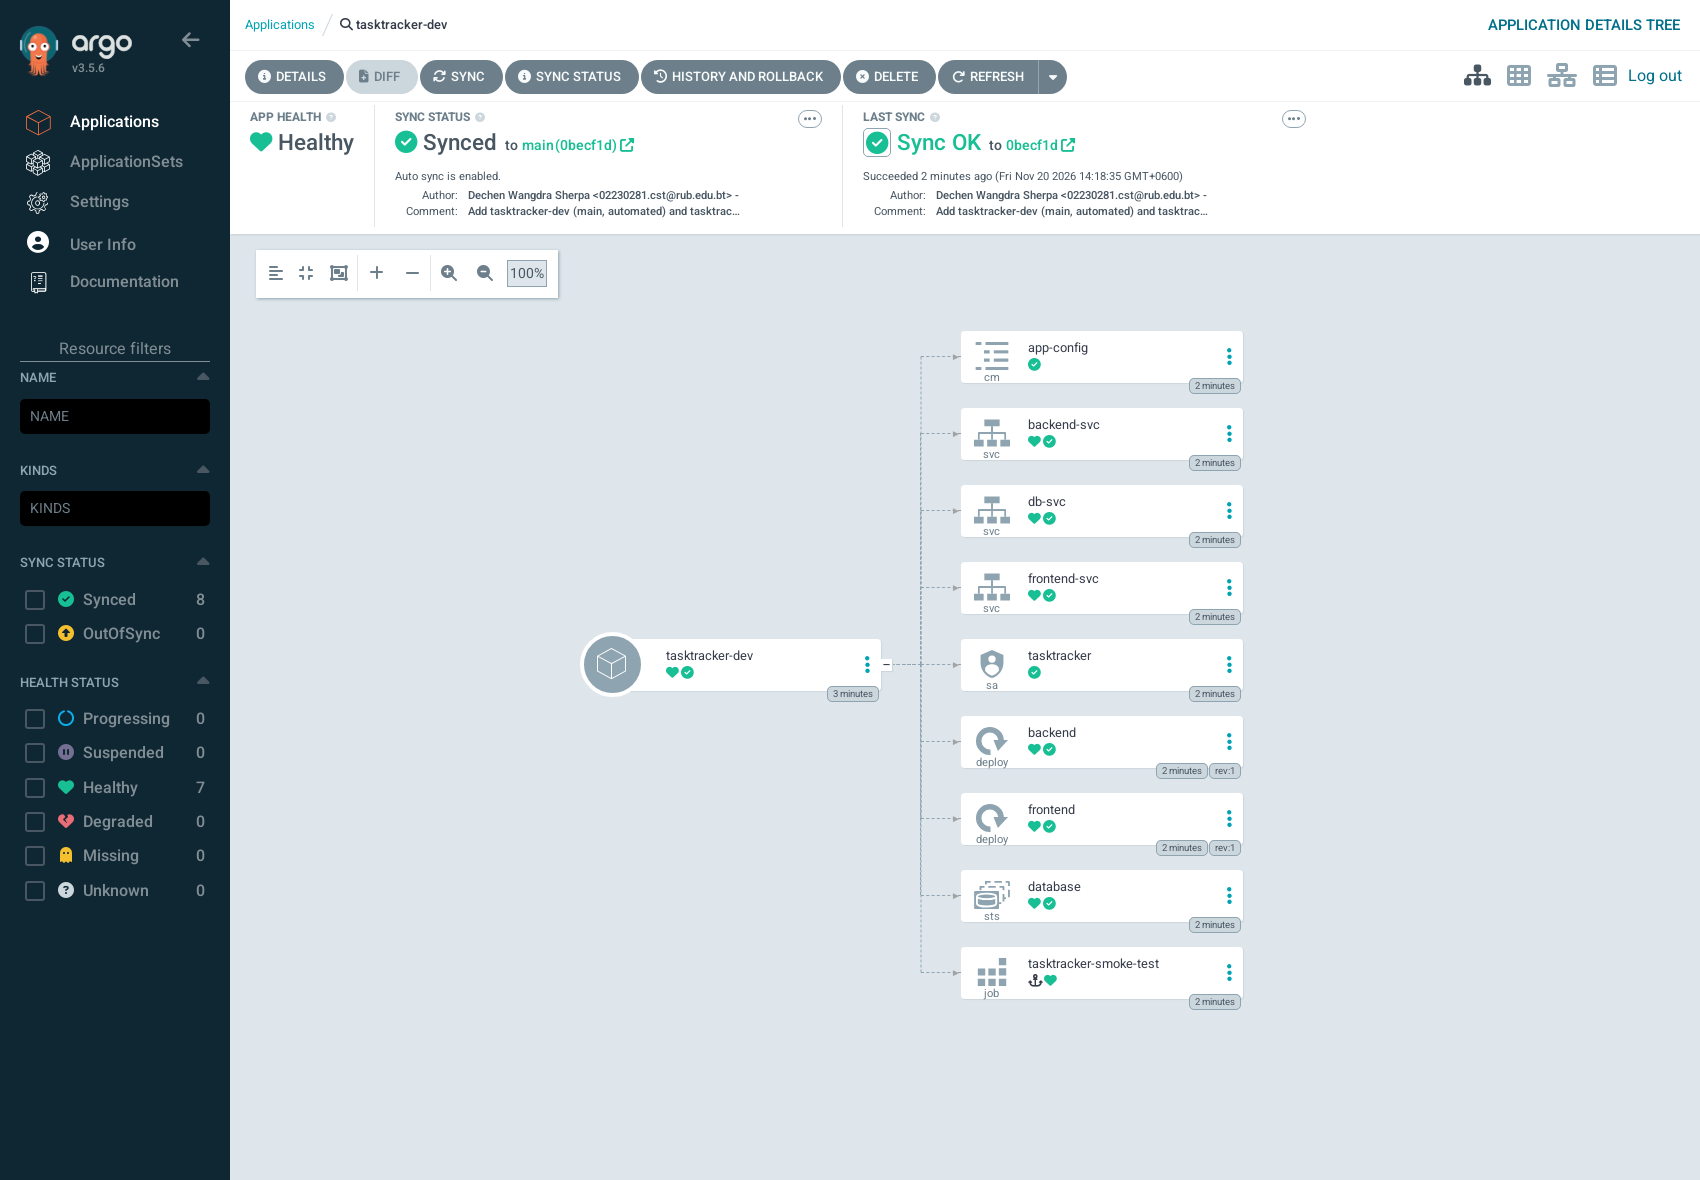 argo
v3.5.6
Applications
ApplicationSets
Settings
User Info
Documentation
Resource filters
NAME
NAME
KINDS
KINDS
SYNC STATUS
Synced 8
OutOfSync 0
HEALTH STATUS
Progressing 0
Suspended 0
Healthy 7
Degraded 0
Missing 0
Unknown 0
Applications / tasktracker-dev
APPLICATION DETAILS TREE
DETAILS DIFF SYNC SYNC STATUS HISTORY AND ROLLBACK DELETE REFRESH
Log out
APP HEALTH
Healthy
SYNC STATUS
Synced to main(0becf1d)
Auto sync is enabled.
Author: Dechen Wangdra Sherpa <02230281.cst@rub.edu.bt> -
Comment: Add tasktracker-dev (main, automated) and tasktrac...
LAST SYNC
Sync OK to 0becf1d
Succeeded 2 minutes ago (Fri Nov 20 2026 14:18:35 GMT+0600)
Author: Dechen Wangdra Sherpa <02230281.cst@rub.edu.bt> -
Comment: Add tasktracker-dev (main, automated) and tasktrac...
100%
tasktracker-dev
3 minutes
app-config
cm
2 minutes
backend-svc
svc
2 minutes
db-svc
svc
2 minutes
frontend-svc
svc
2 minutes
tasktracker
sa
2 minutes
backend
deploy
2 minutes rev:1
frontend
deploy
2 minutes rev:1
database
sts
2 minutes
tasktracker-smoke-test
job
2 minutes